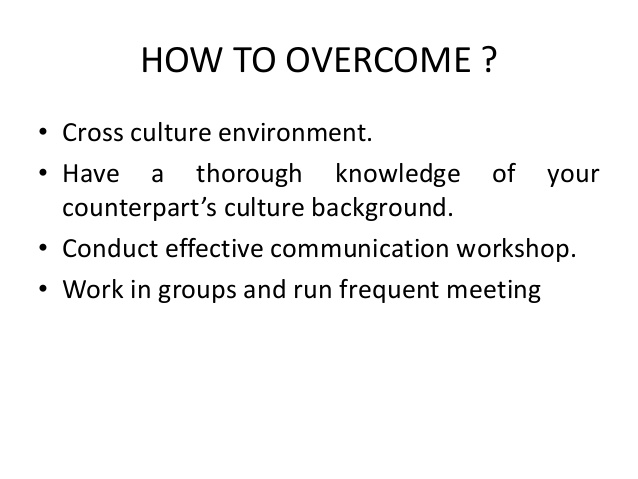 HOW TO OVERCOME ?
• Cross culture environment.
• Have a thorough knowledge of your
counterpart’s culture background.
• Conduct effective communication workshop.
• Work in groups and run frequent meeting